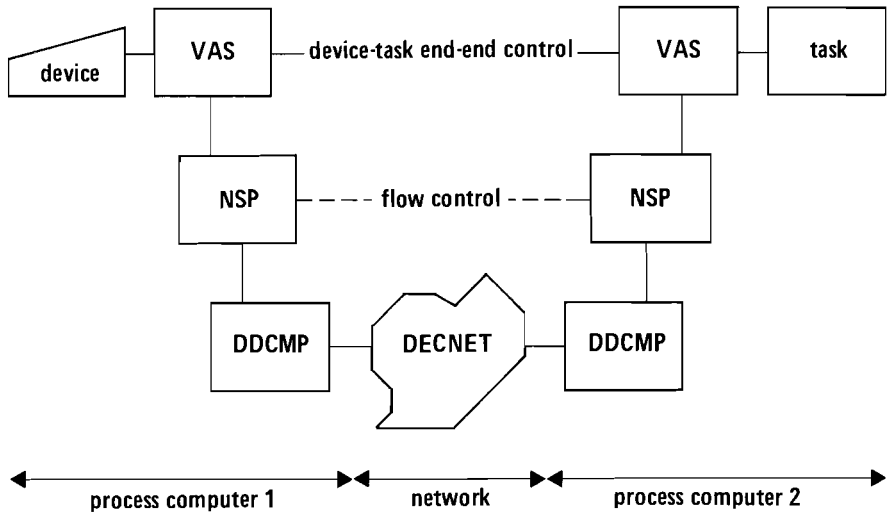 device
VAS
device-task end-end control
VAS
task
NSP
flow control
NSP
DDCMP
DECNET
DDCMP
process computer 1
network
process computer 2